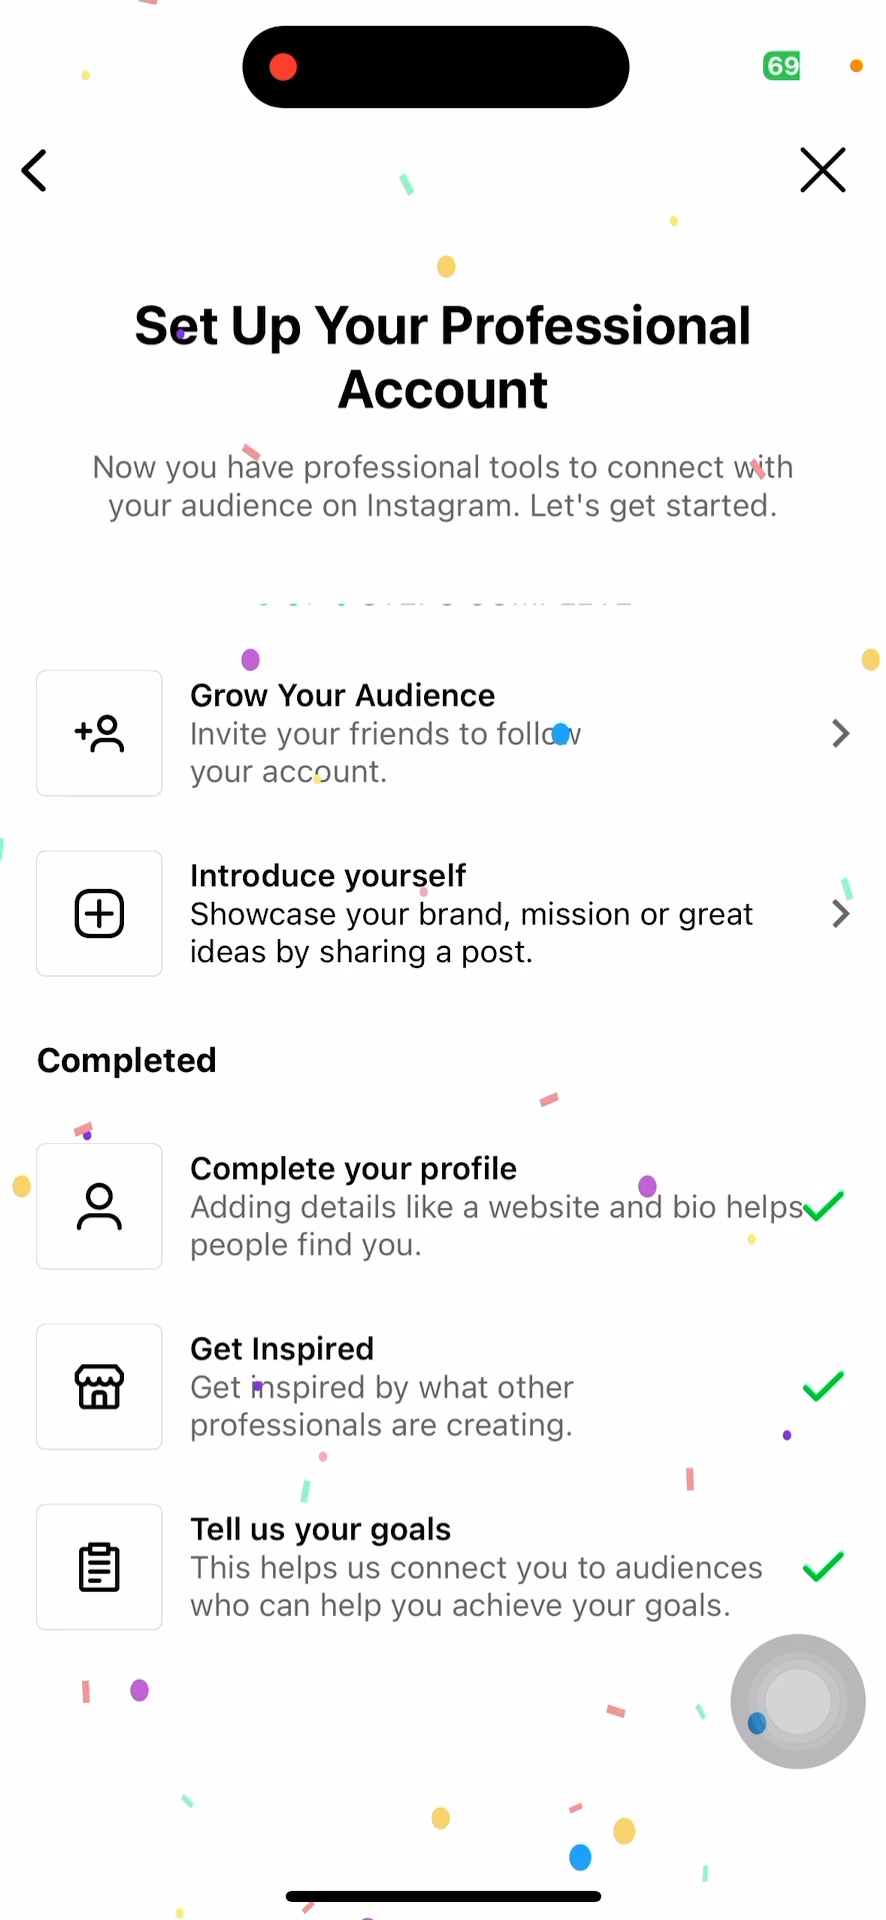 69
Set Up Your Professional
Account
Now you have professional tools to connect with
your audience on Instagram. Let's get started.
Grow Your Audience
Invite your friends to follow
your account.
Introduce yourself
Showcase your brand, mission or great
ideas by sharing a post.
Completed
Complete your profile
Adding details like a website and bio helps
people find you.
Get Inspired
Get inspired by what other
professionals are creating.
Tell us your goals
This helps us connect you to audiences
who can help you achieve your goals.